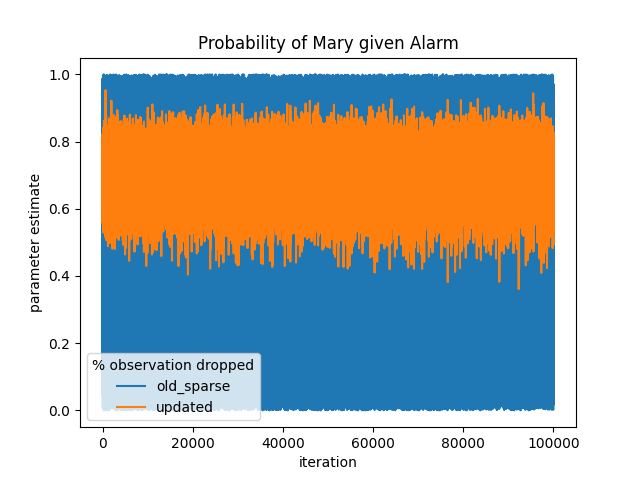 Probability of Mary given Alarm
parameter estimate
1.0
0.8
0.6
0.4
0.2
0.0
% observation dropped
old_sparse
updated
0 20000 40000 60000 80000 100000
iteration